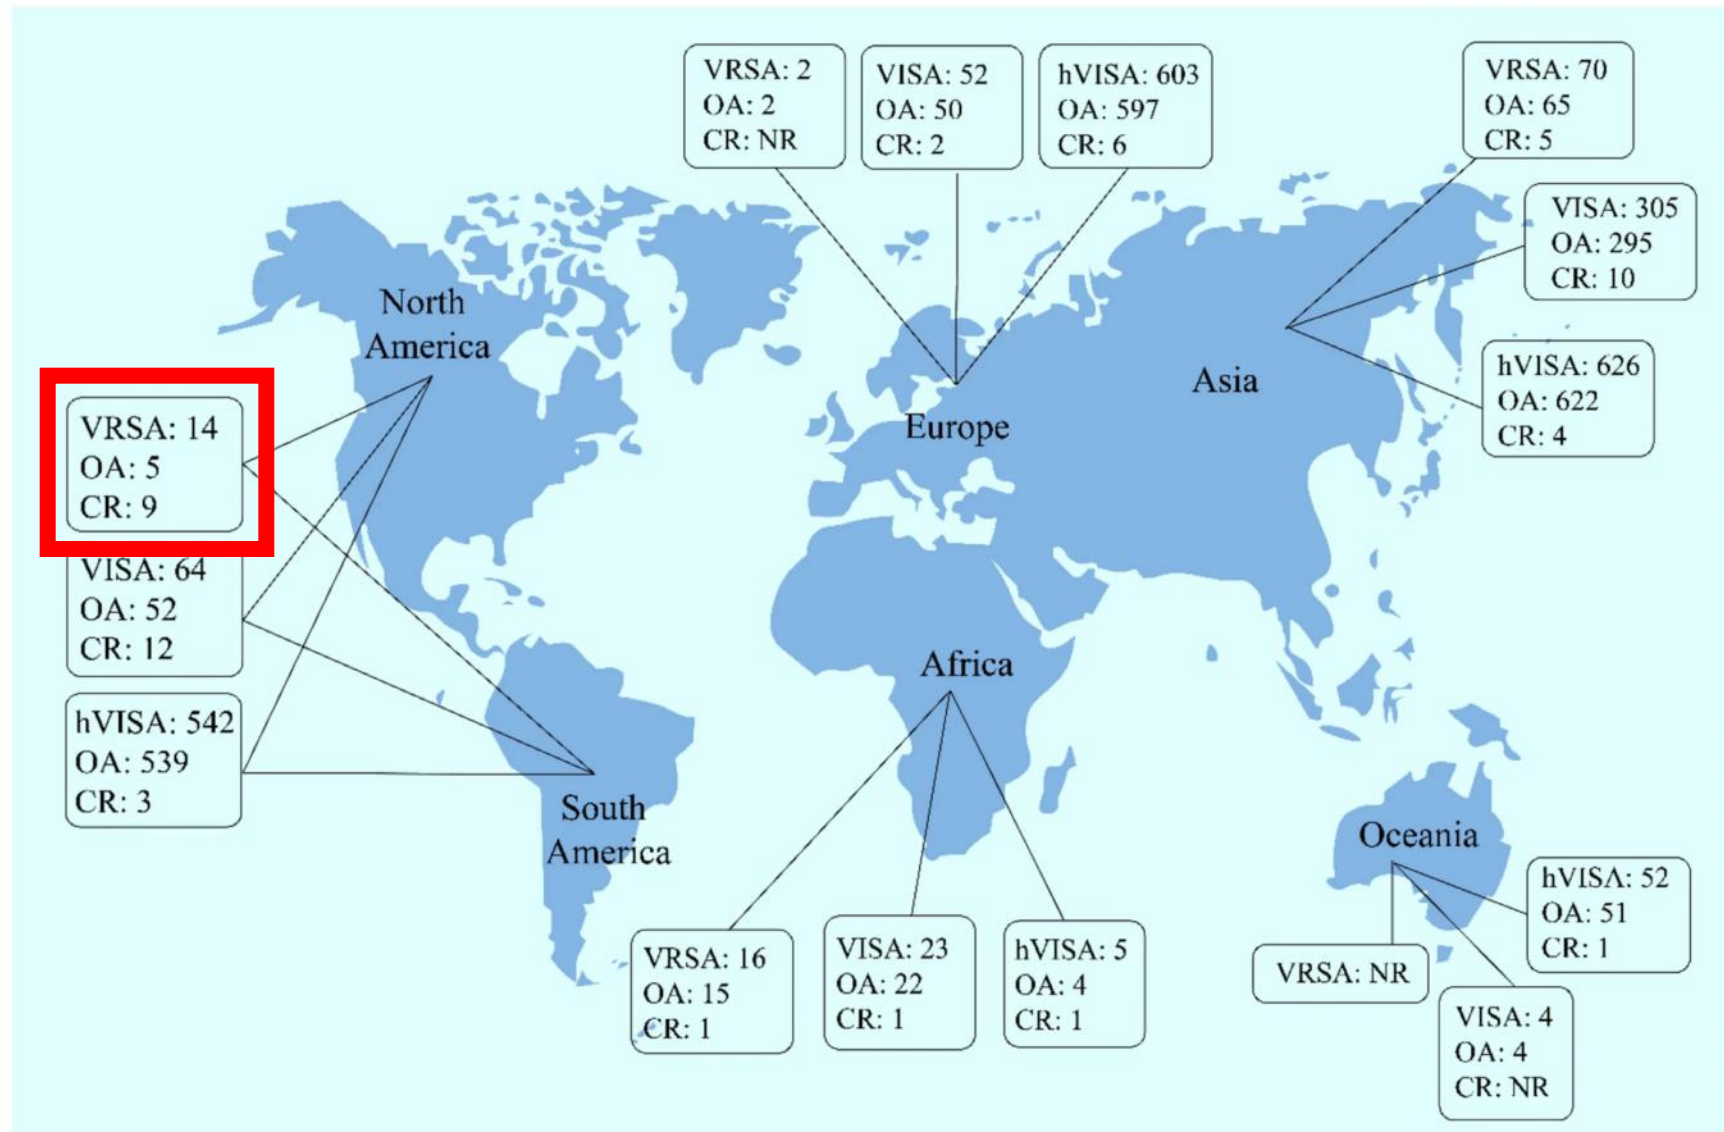 VRSA: 2
OA: 2
CR: NR
VISA: 52
OA: 50
CR: 2
hVISA: 603
OA: 597
CR: 6
VRSA: 70
OA: 65
CR: 5
VISA: 305
OA: 295
CR: 10
hVISA: 626
OA: 622
CR: 4
North
America
Europe
Asia
VRSA: 14
OA: 5
CR: 9
VISA: 64
OA: 52
CR: 12
hVISA: 542
OA: 539
CR: 3
South
America
Africa
Oceania
VRSA: 16
OA: 15
CR: 1
VISA: 23
OA: 22
CR: 1
hVISA: 5
OA: 4
CR: 1
VRSA: NR
hVISA: 52
OA: 51
CR: 1
VISA: 4
OA: 4
CR: NR